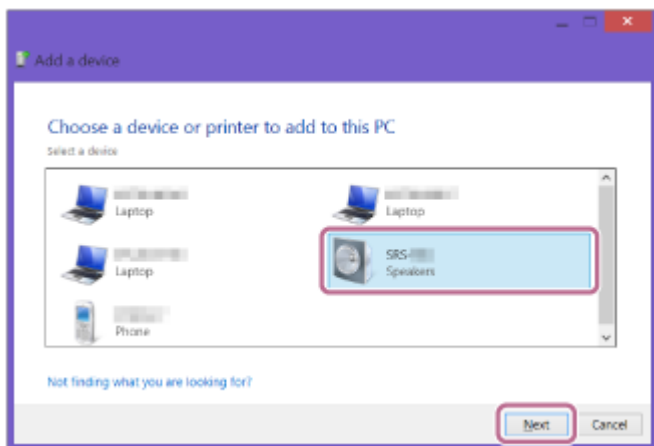 Add a device
Choose a device or printer to add to this PC
Select a device
Laptop
Laptop
Laptop
SRS-
Speakers
Phone
Not finding what you are looking for?
Next
Cancel